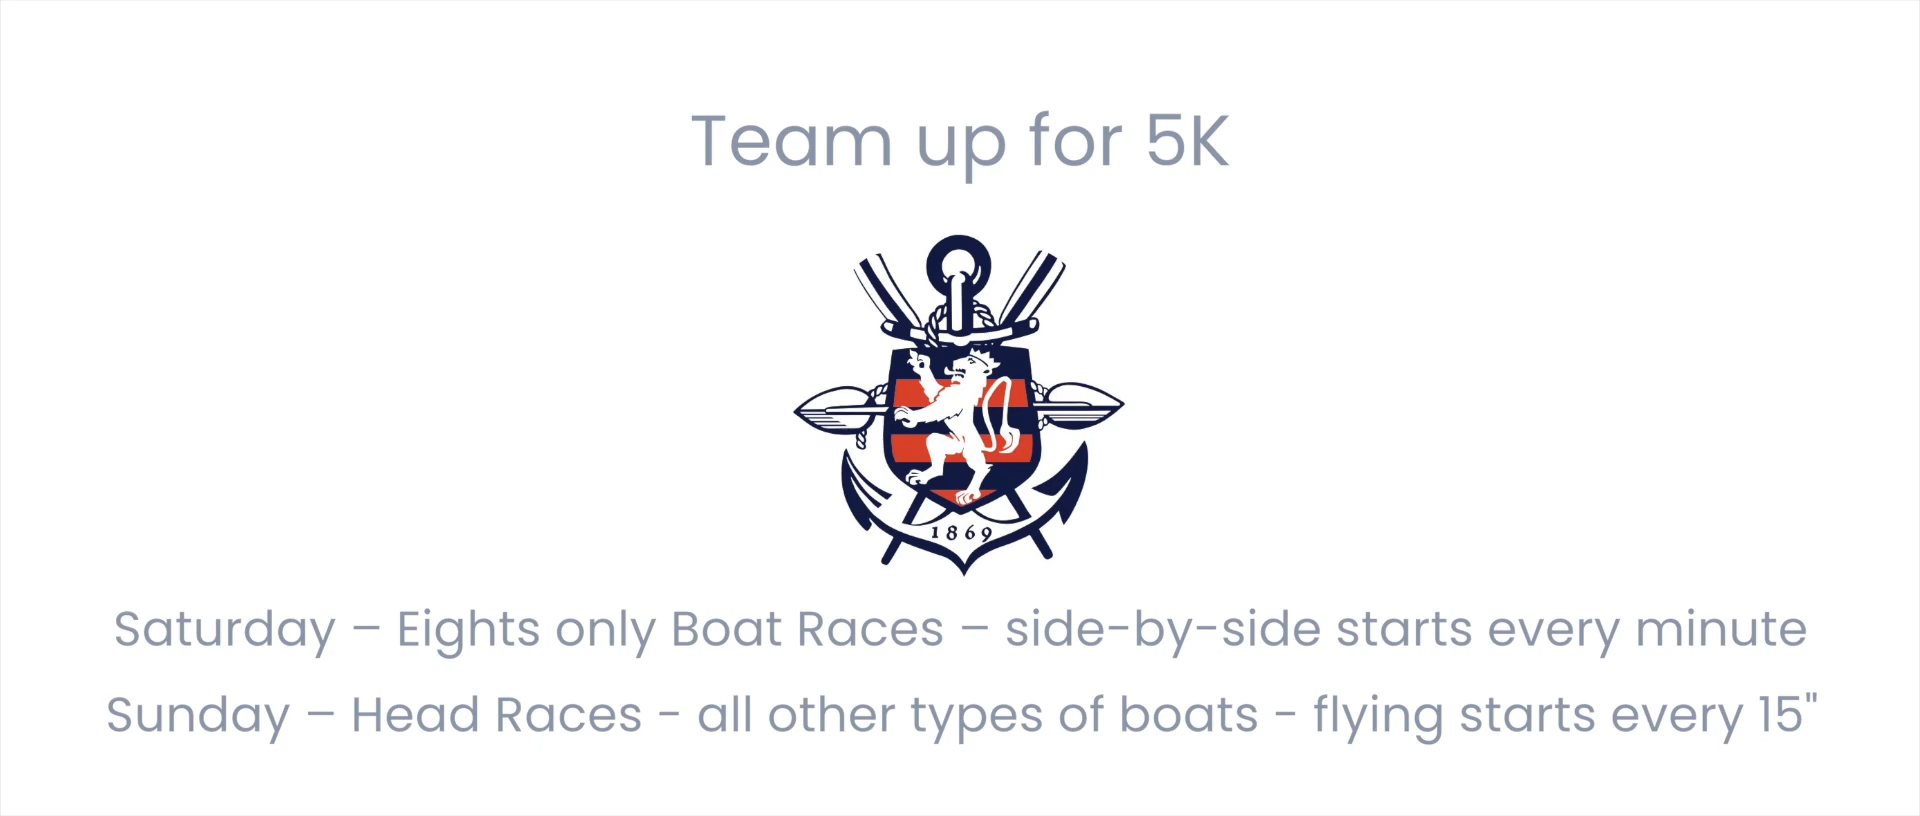 Team up for 5K
1869
Saturday – Eights only Boat Races – side-by-side starts every minute
Sunday – Head Races - all other types of boats - flying starts every 15"